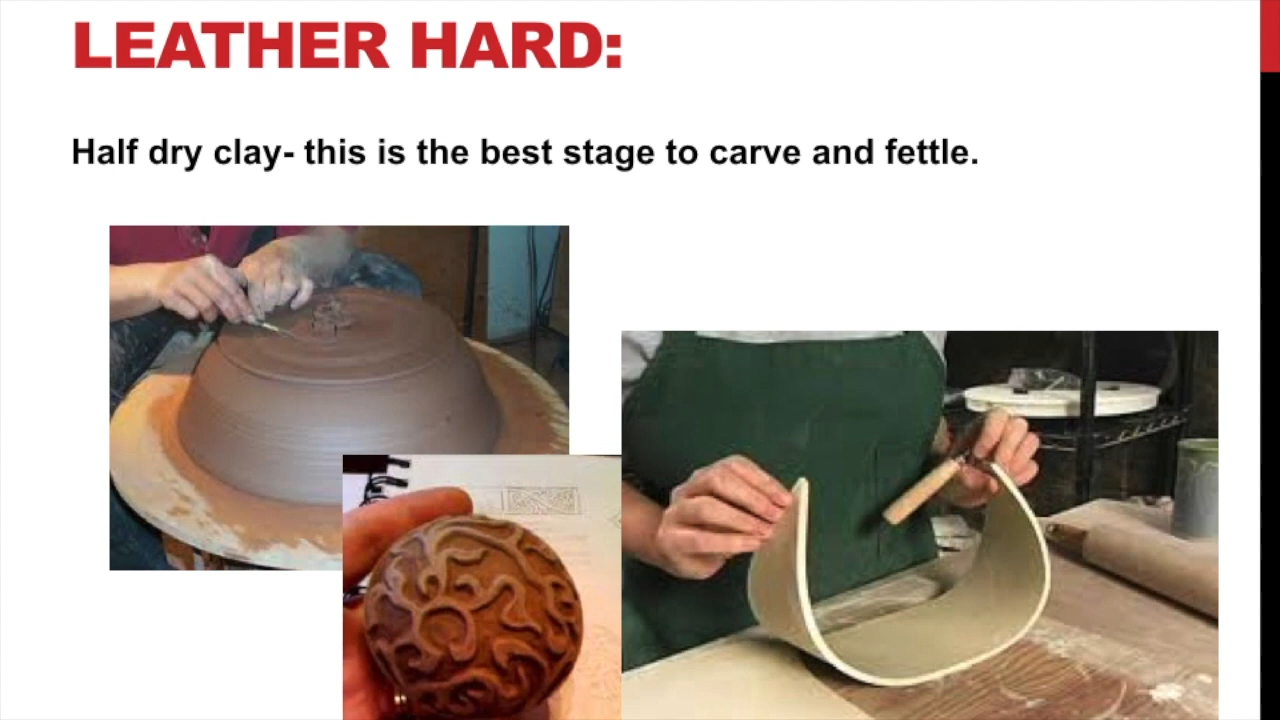 LEATHER HARD:
Half dry clay- this is the best stage to carve and fettle.